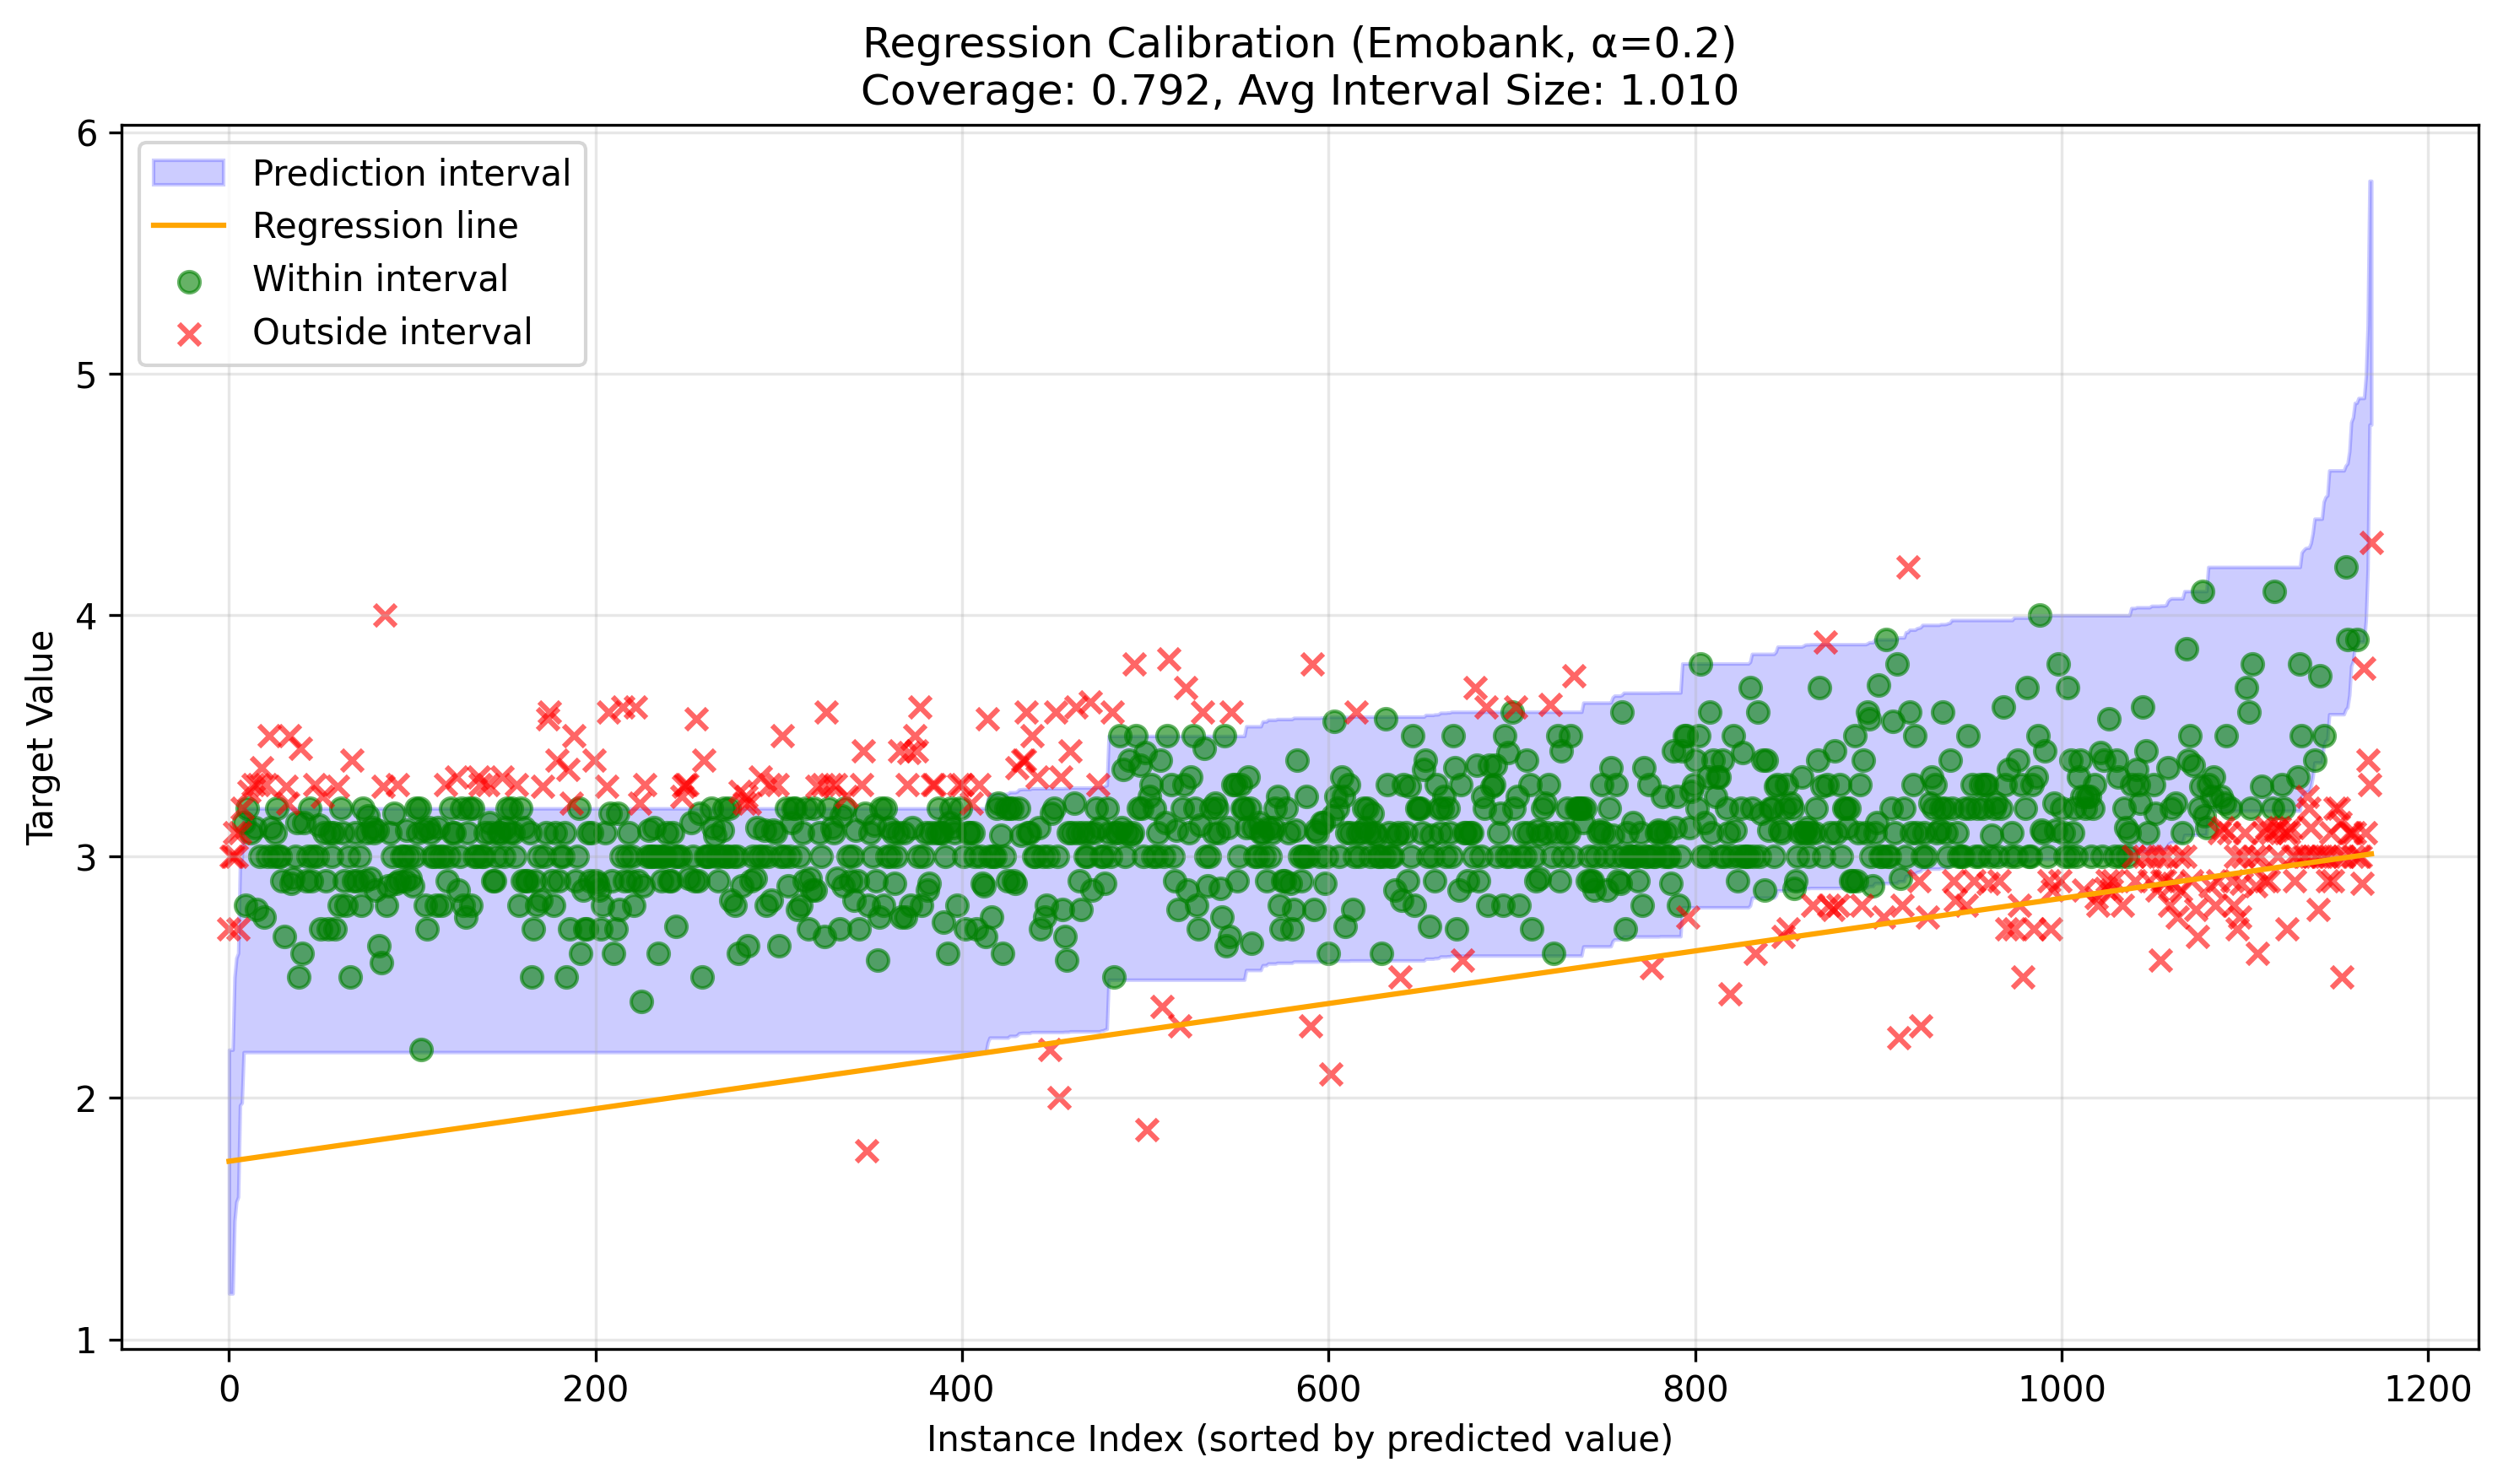 Regression Calibration (Emobank, α=0.2)
Coverage: 0.792, Avg Interval Size: 1.010
Prediction interval
Regression line
Within interval
Outside interval
Target Value
6
5
4
3
2
1
0 200 400 600 800 1000 1200
Instance Index (sorted by predicted value)